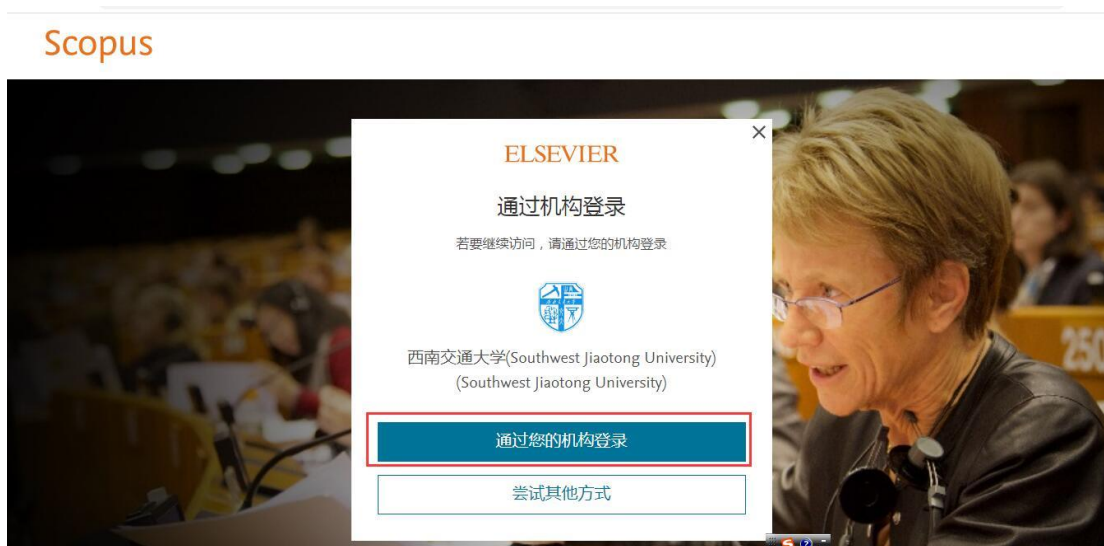 Scopus
ELSEVIER
通过机构登录
若要继续访问，请通过您的机构登录
西南交通大学(Southwest Jiaotong University)
(Southwest Jiaotong University)
通过您的机构登录
尝试其他方式
250